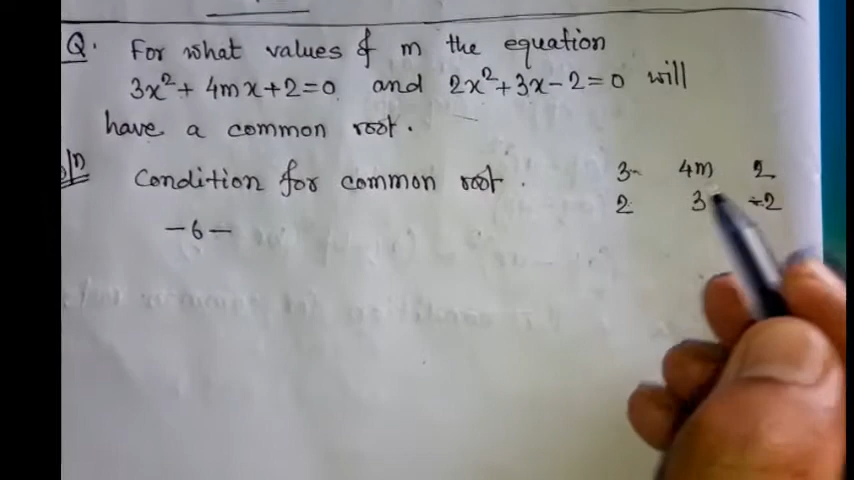 Q. For what values of m the equation
3x² + 4mx + 2 = 0 and 2x² + 3x - 2 = 0 will
have a common root.
Condition for common root. 3 4m 2
2 3 -2
- 6 -